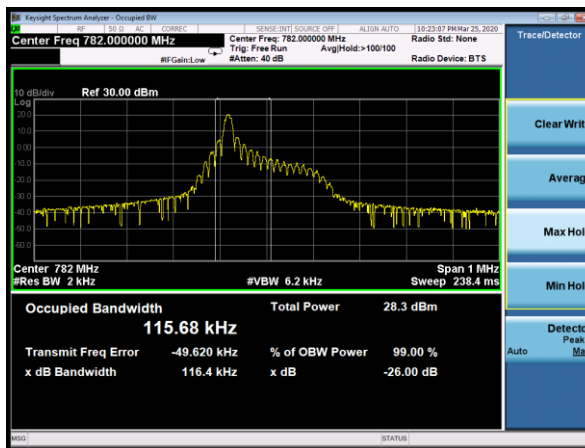 Keysight Spectrum Analyzer - Occupied BW
RF 50 Ω AC CORREC SENSE:INT SOURCE OFF ALIGN AUTO 10:23:07 PM Mar 25, 2020
Center Freq 782.000000 MHz
Center Freq: 782.000000 MHz
Radio Std: None
Trig: Free Run Avg|Hold:>100/100
#IFGain:Low
#Atten: 40 dB
Radio Device: BTS
Trace/Detector
10 dB/div Ref 30.00 dBm
Log
20.0
10.0
0.00
-10.0
-20.0
-30.0
-40.0
-50.0
-60.0
Center 782 MHz Span 1 MHz
#Res BW 2 kHz #VBW 6.2 kHz Sweep 238.4 ms
Occupied Bandwidth Total Power 28.3 dBm
115.68 kHz
Transmit Freq Error -49.620 kHz % of OBW Power 99.00 %
x dB Bandwidth 116.4 kHz x dB -26.00 dB
Clear Writ
Averag
Max Hol
Min Hol
Detecto
Peak
Auto Ma
MSG STATUS